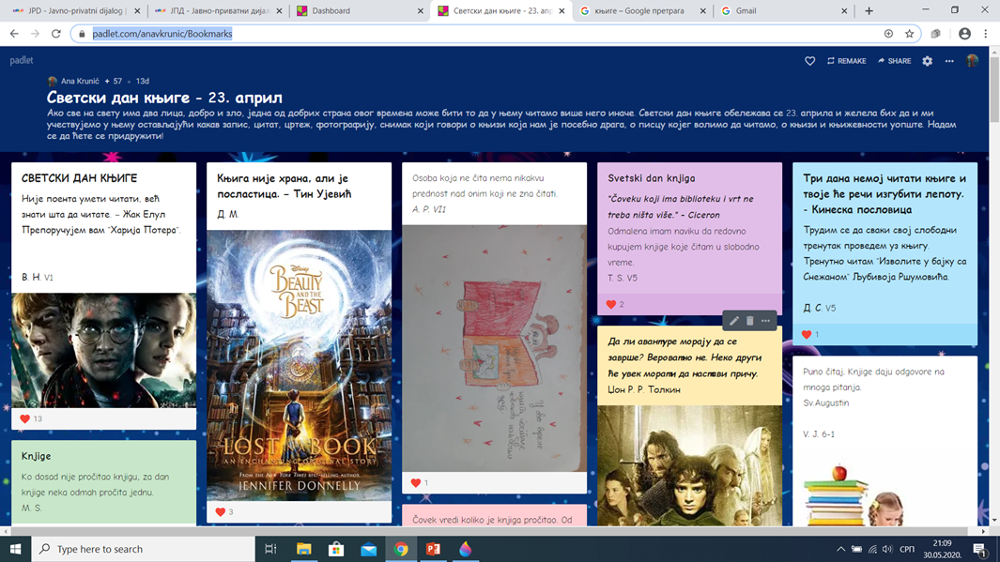 JPD - Javno-privatni dijalog
ЈПД - Јавно-приватни дија
Dashboard
Светски дан књиге - 23. апр
књиге – Google претрага
Gmail
padlet.com/anavkrunic/Bookmarks
padlet
REMAKE
SHARE
Ana Krunić + 57 • 13d
Светски дан књиге - 23. април
Ако све на свету има два лица, добро и зло, једна од добрих страна овог времена може бити то да у њему читамо више него иначе. Светски дан књиге обележава се 23. априла и желела бих да и ми
учествујемо у њему остављајући какав запис, цитат, цртеж, фотографију, снимак који говори о књизи која нам је посебно драга, о писцу којег волимо да читамо, о књизи и књижевности уопште. Надам
се да ћете се придружити!
СВЕТСКИ ДАН КЊИГЕ
Није поента умети читати, већ
знати шта да читате. – Жак Елул
Препоручујем вам "Харија Потера".
В. Н. V1
13
Knjige
Ko dosad nije pročitao knjigu, za dan
knjige neka odmah pročita jednu.
M. S.
Књига није храна, али је
посластица. – Тин Ујевић
Д. М.
Disney
BEAUTY
AND THE
BEAST
LOST IN A BOOK
AN ENCHANTING ORIGINAL STORY
FROM THE NEW YORK TIMES BEST-SELLING AUTHOR
JENNIFER DONNELLY
3
Osoba koja ne čita nema nikakvu
prednost nad onim koji ne zna čitati.
A. P. VII1
1
Čovek vredi koliko je knjiga pročitao. Od
Svetski dan knjiga
"Čoveku koji ima biblioteku i vrt ne
treba ništa više." - Ciceron
Odmalena imam naviku da redovno
kupujem knjige koje čitam u slobodno
vreme.
T. S. V5
2
Да ли авантуре морају да се
заврше? Вероватно не. Неко други
ће увек морати да настави причу.
Џон Р. Р. Толкин
Три дана немој читати књиге и
твоје ће речи изгубити лепоту.
- Кинеска пословица
Трудим се да сваки свој слободни
тренутак проведем уз књигу.
Тренутно читам "Изволите у бајку са
Снежаном" Љубивоја Ршумовића.
Д. С. V5
1
Puno čitaj. Knjige daju odgovore na
mnoga pitanja.
Sv.Augustin
V. J. 6-1
Type here to search
СРП
21:09
30.05.2020.
1